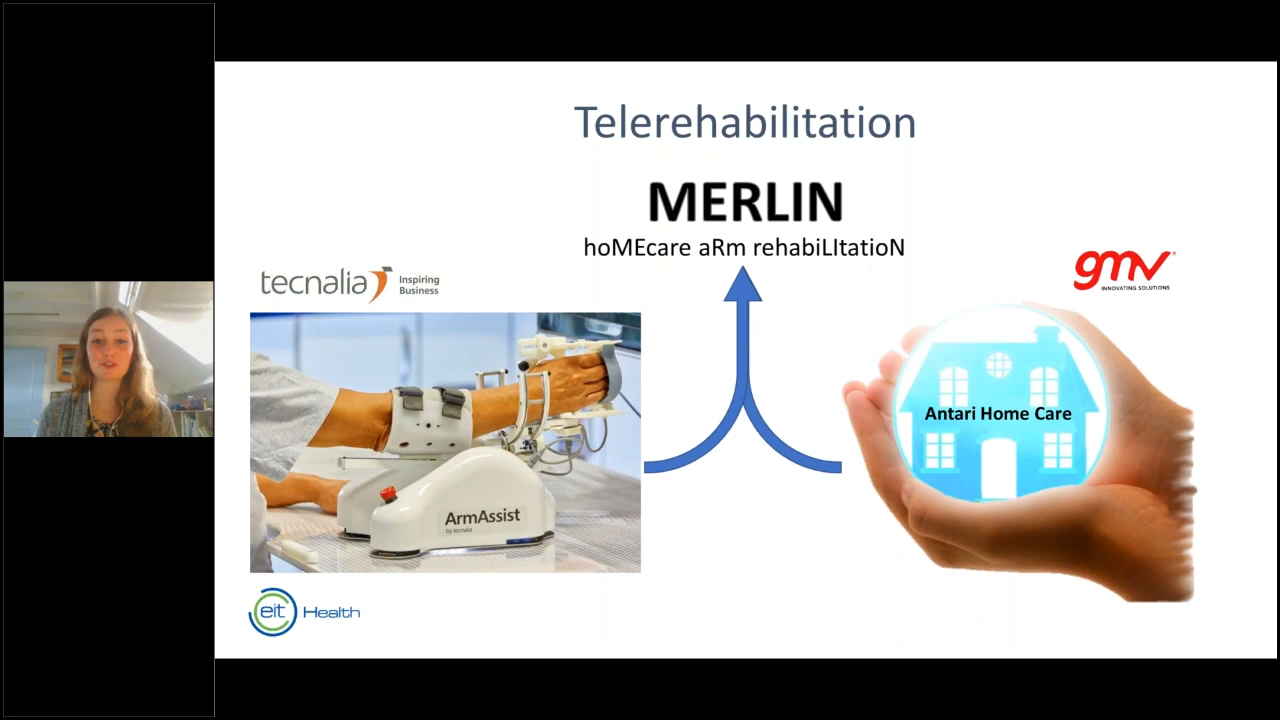 Telerehabilitation
MERLIN
hoMEcare aRm rehabiLItatioN
tecnalia Inspiring
Business
gmv®
INNOVATING SOLUTIONS
Antari Home Care
ArmAssist
by tecnalia
eit Health